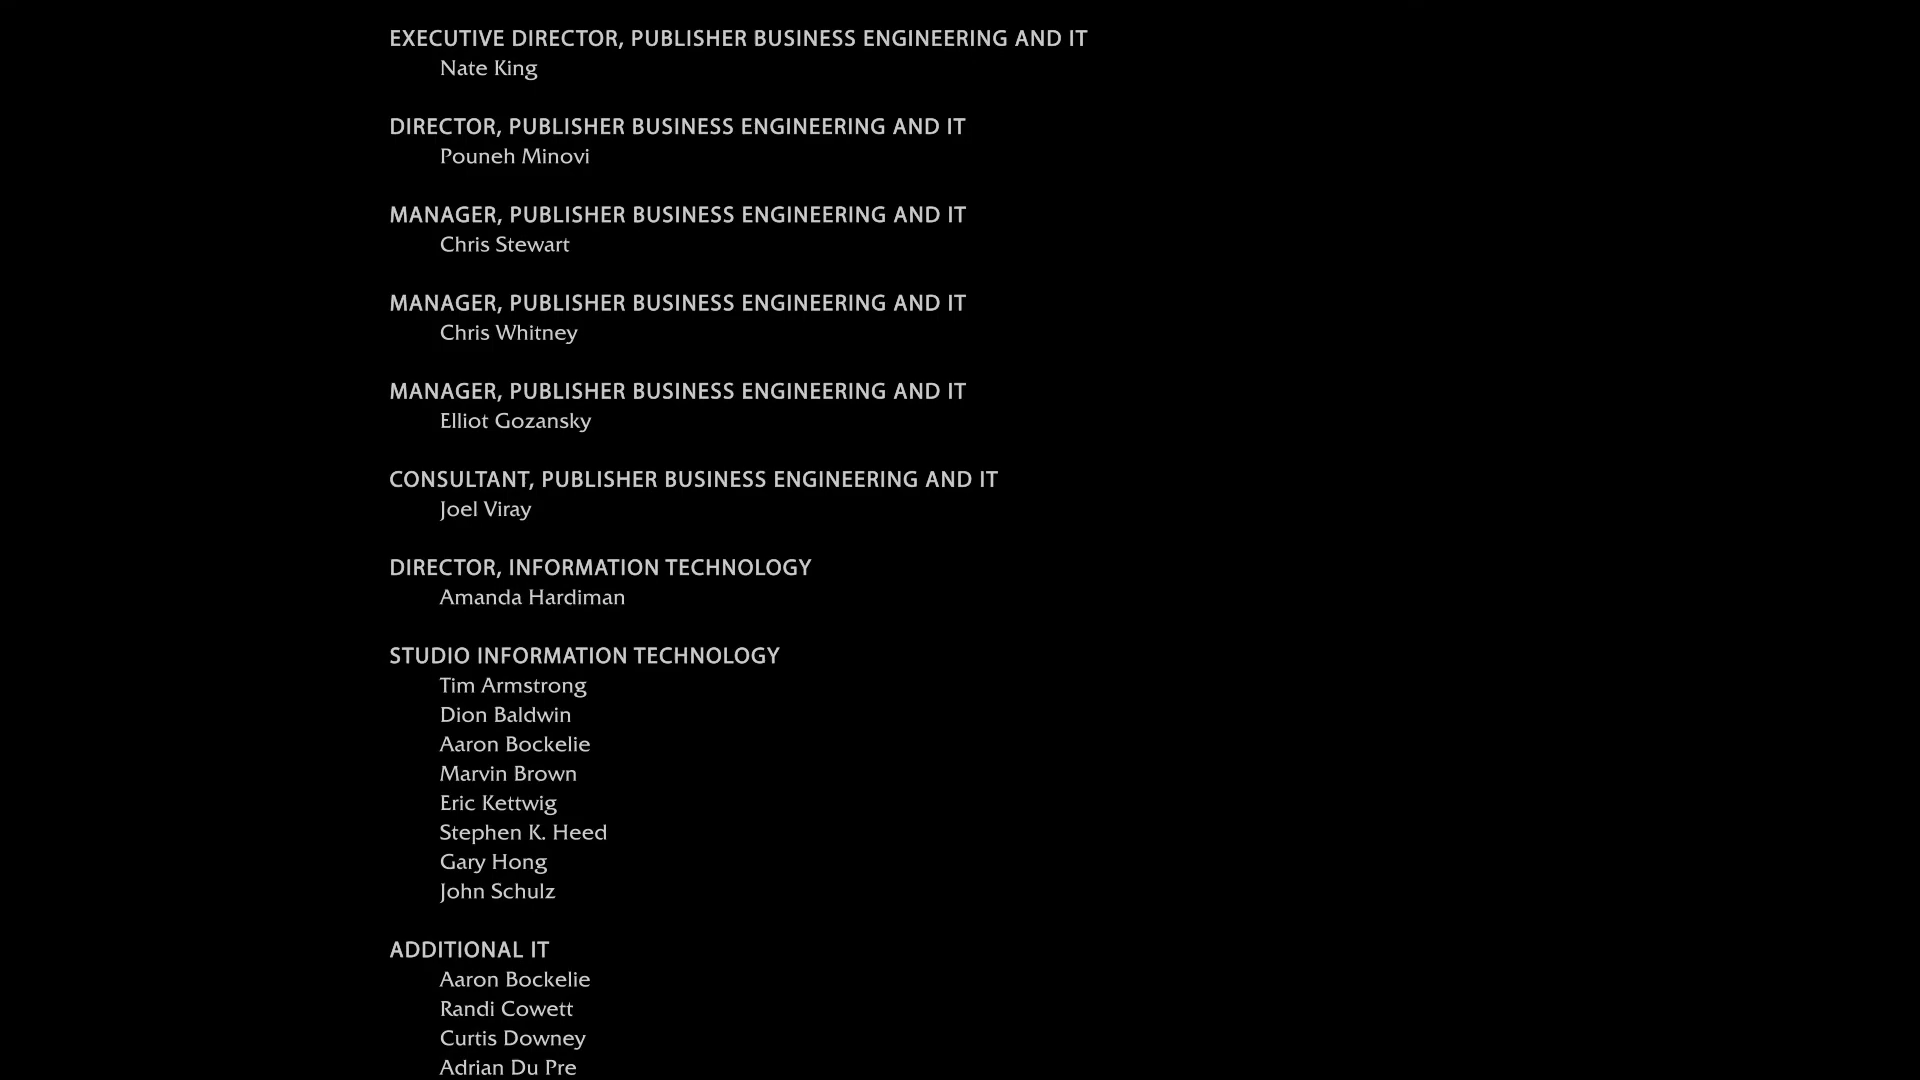 EXECUTIVE DIRECTOR, PUBLISHER BUSINESS ENGINEERING AND IT
Nate King
DIRECTOR, PUBLISHER BUSINESS ENGINEERING AND IT
Pouneh Minovi
MANAGER, PUBLISHER BUSINESS ENGINEERING AND IT
Chris Stewart
MANAGER, PUBLISHER BUSINESS ENGINEERING AND IT
Chris Whitney
MANAGER, PUBLISHER BUSINESS ENGINEERING AND IT
Elliot Gozansky
CONSULTANT, PUBLISHER BUSINESS ENGINEERING AND IT
Joel Viray
DIRECTOR, INFORMATION TECHNOLOGY
Amanda Hardiman
STUDIO INFORMATION TECHNOLOGY
Tim Armstrong
Dion Baldwin
Aaron Bockelie
Marvin Brown
Eric Kettwig
Stephen K. Heed
Gary Hong
John Schulz
ADDITIONAL IT
Aaron Bockelie
Randi Cowett
Curtis Downey
Adrian Du Pre